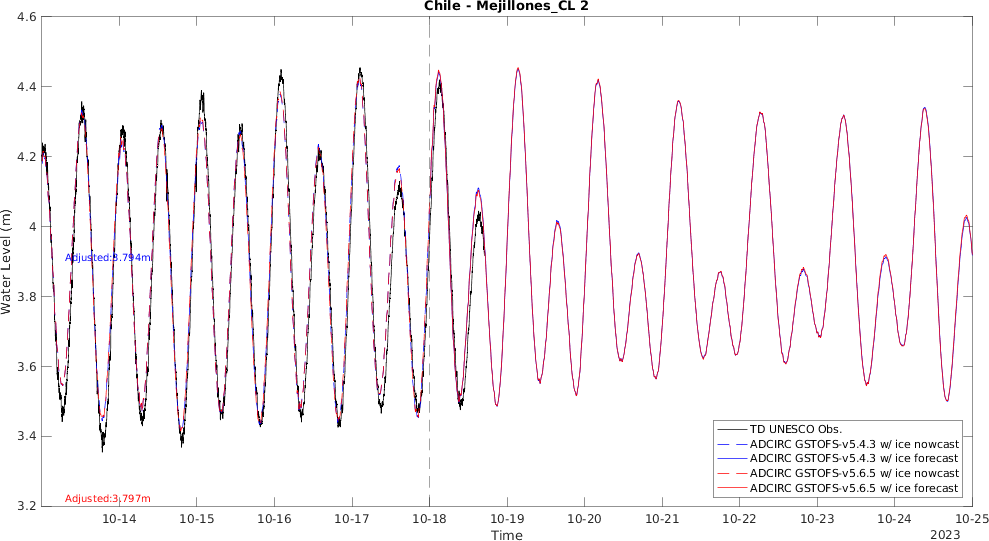 Chile - Mejillones_CL 2
4.6
4.4
4.2
4
3.8
3.6
3.4
3.2
Water Level (m)
Adjusted:3.794m
Adjusted:3.797m
TD UNESCO Obs.
ADCIRC GSTOFS-v5.4.3 w/ ice nowcast
ADCIRC GSTOFS-v5.4.3 w/ ice forecast
ADCIRC GSTOFS-v5.6.5 w/ ice nowcast
ADCIRC GSTOFS-v5.6.5 w/ ice forecast
10-14 10-15 10-16 10-17 10-18 10-19 10-20 10-21 10-22 10-23 10-24 10-25
Time
2023